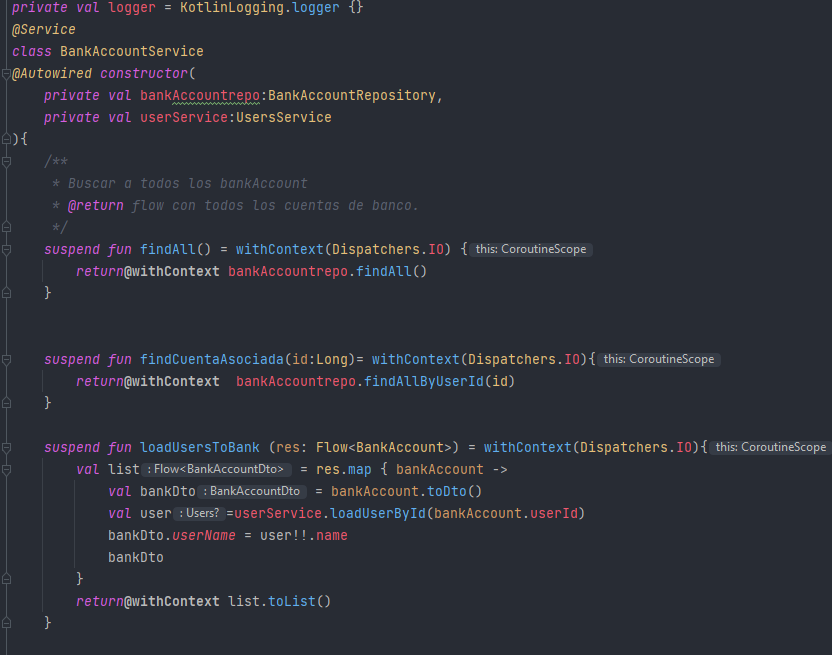 private val logger = KotlinLogging.logger {}
@Service
class BankAccountService
@Autowired constructor(
    private val bankAccountrepo:BankAccountRepository,
    private val userService:UsersService
){
    /**
     * Buscar a todos los bankAccount
     * @return flow con todos los cuentas de banco.
     */
    suspend fun findAll() = withContext(Dispatchers.IO) { this: CoroutineScope
        return@withContext bankAccountrepo.findAll()
    }
    suspend fun findCuentaAsociada(id:Long)= withContext(Dispatchers.IO){ this: CoroutineScope
        return@withContext  bankAccountrepo.findAllByUserId(id)
    }
    suspend fun loadUsersToBank (res: Flow<BankAccount>) = withContext(Dispatchers.IO){ this: CoroutineScope
        val list : Flow<BankAccountDto> = res.map { bankAccount ->
            val bankDto : BankAccountDto = bankAccount.toDto()
            val user : Users? =userService.loadUserById(bankAccount.userId)
            bankDto.userName = user!!.name
            bankDto
        }
        return@withContext list.toList()
    }